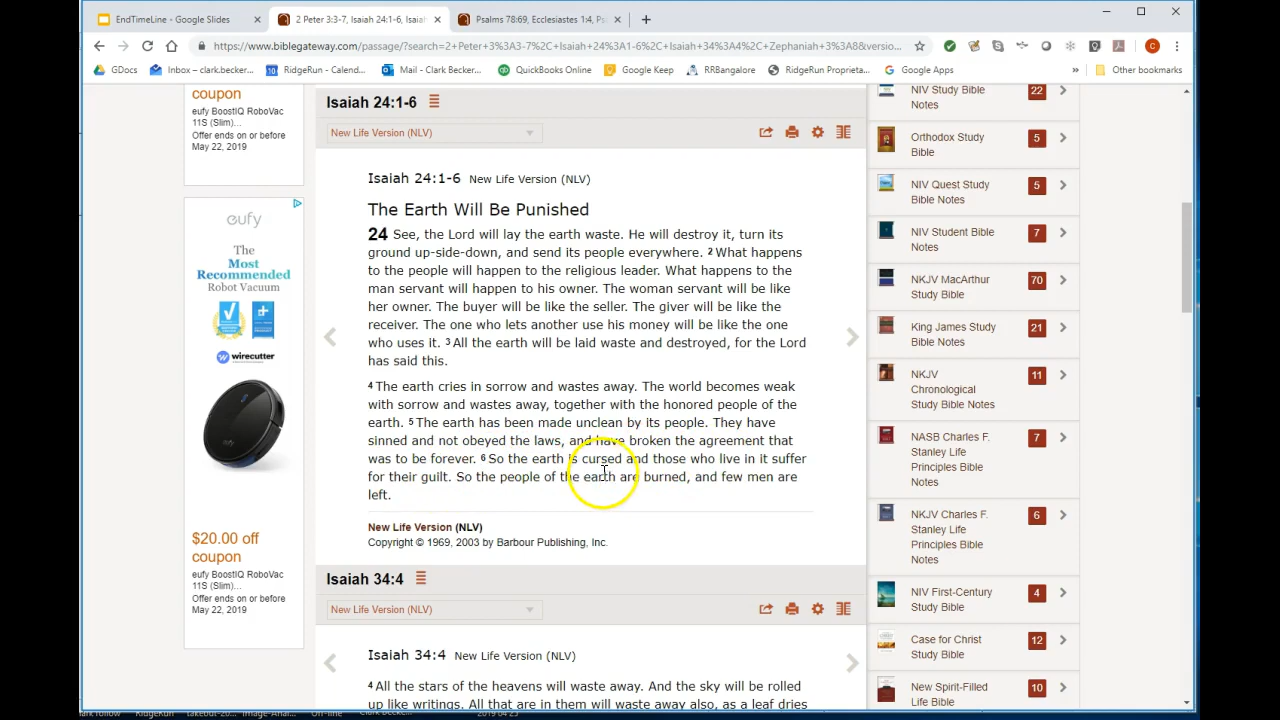 EndTimeLine - Google Slides
2 Peter 3:3-7, Isaiah 24:1-6, Isaiah
Psalms 78:69, Ecclesiastes 1:4, Ps
https://www.biblegateway.com/passage/?search=2+Peter+3%3A3-7%2C+Isaiah+24%3A1-6%2C+Isaiah+34%3A4%2C+Zephaniah+3%3A8&versio...
GDocs
Inbox – clark.becker...
RidgeRun - Calend...
Mail - Clark Becker...
QuickBooks Online
Google Keep
RRBangalore
RidgeRun Proprieta...
Google Apps
»
Other bookmarks
coupon
eufy BoostIQ RoboVac
11S (Slim)...
Offer ends on or before
May 22, 2019
eufy
The
Most
Recommended
Robot Vacuum
wirecutter
$20.00 off
coupon
eufy BoostIQ RoboVac
11S (Slim)...
Offer ends on or before
May 22, 2019
Isaiah 24:1-6
New Life Version (NLV)
Isaiah 24:1-6 New Life Version (NLV)
The Earth Will Be Punished
24 See, the Lord will lay the earth waste. He will destroy it, turn its
ground up-side-down, and send its people everywhere. 2 What happens
to the people will happen to the religious leader. What happens to the
man servant will happen to his owner. The woman servant will be like
her owner. The buyer will be like the seller. The giver will be like the
receiver. The one who lets another use his money will be like the one
who uses it. 3 All the earth will be laid waste and destroyed, for the Lord
has said this.
4 The earth cries in sorrow and wastes away. The world becomes weak
with sorrow and wastes away, together with the honored people of the
earth. 5 The earth has been made unclean by its people. They have
sinned and not obeyed the laws, and have broken the agreement that
was to be forever. 6 So the earth is cursed and those who live in it suffer
for their guilt. So the people of the earth are burned, and few men are
left.
New Life Version (NLV)
Copyright © 1969, 2003 by Barbour Publishing, Inc.
Isaiah 34:4
New Life Version (NLV)
Isaiah 34:4 New Life Version (NLV)
4 All the stars of the heavens will waste away. And the sky will be rolled
up like writings. All that are in them will waste away also, as a leaf dries
NIV Study Bible
Notes
22
Orthodox Study
Bible
5
NIV Quest Study
Bible Notes
5
NIV Student Bible
Notes
7
NKJV MacArthur
Study Bible
70
King James Study
Bible Notes
21
NKJV
Chronological
Study Bible Notes
11
NASB Charles F.
Stanley Life
Principles Bible
Notes
7
NKJV Charles F.
Stanley Life
Principles Bible
Notes
6
NIV First-Century
Study Bible
4
Case for Christ
Study Bible
12
New Spirit-Filled
Life Bible
10